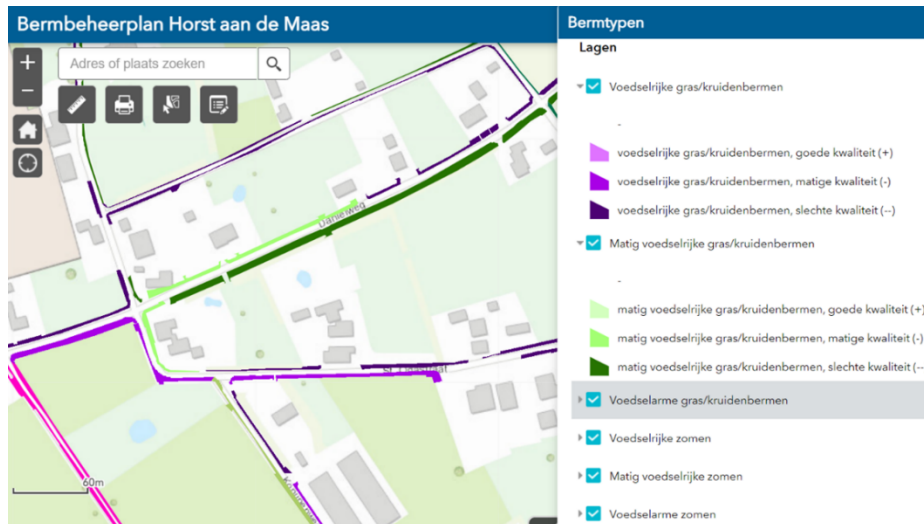 Bermbeheerplan Horst aan de Maas
Adres of plaats zoeken
Danielweg
60m
Bermtypen
Lagen
Voedselrijke gras/kruidenbermen
-
voedselrijke gras/kruidenbermen, goede kwaliteit (+)
voedselrijke gras/kruidenbermen, matige kwaliteit (-)
voedselrijke gras/kruidenbermen, slechte kwaliteit (--)
Matig voedselrijke gras/kruidenbermen
-
matig voedselrijke gras/kruidenbermen, goede kwaliteit (+)
matig voedselrijke gras/kruidenbermen, matige kwaliteit (-)
matig voedselrijke gras/kruidenbermen, slechte kwaliteit (--
Voedselarme gras/kruidenbermen
Voedselrijke zomen
Matig voedselrijke zomen
Voedselarme zomen